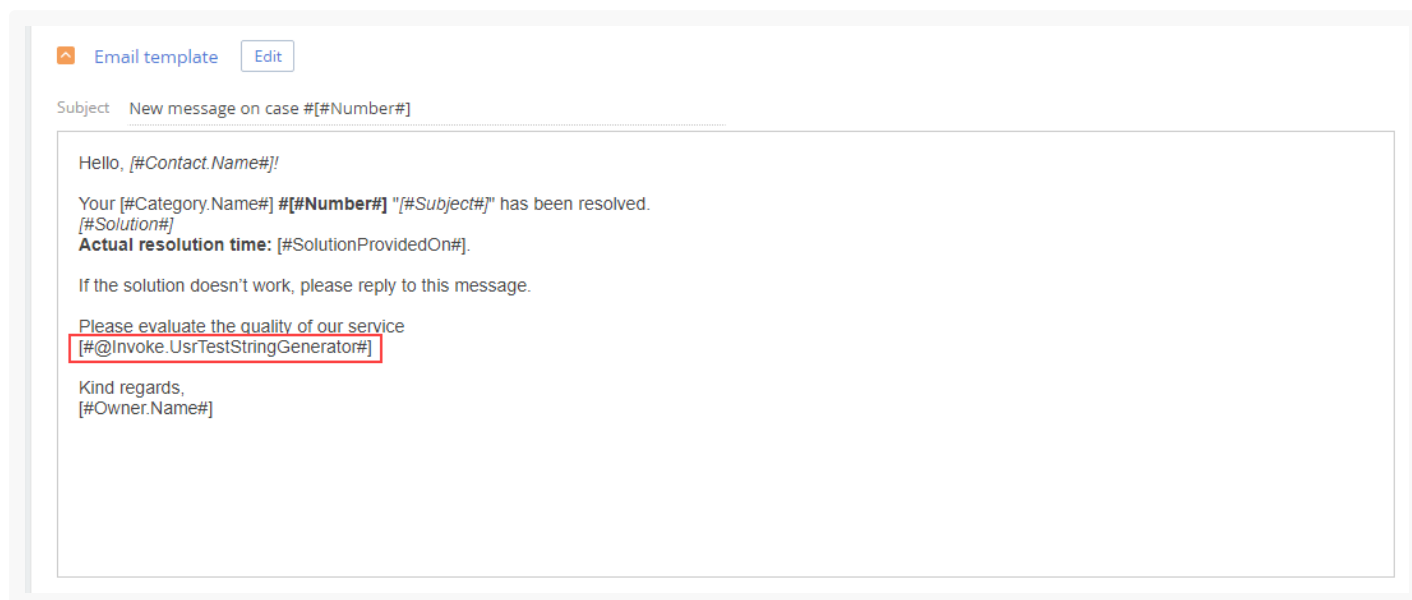 Email template Edit
Subject New message on case #[#Number#]
Hello, [#Contact.Name#]!
Your [#Category.Name#] #[#Number#] "[#Subject#]" has been resolved.
[#Solution#]
Actual resolution time: [#SolutionProvidedOn#].
If the solution doesn’t work, please reply to this message.
Please evaluate the quality of our service
[#@Invoke.UsrTestStringGenerator#]
Kind regards,
[#Owner.Name#]